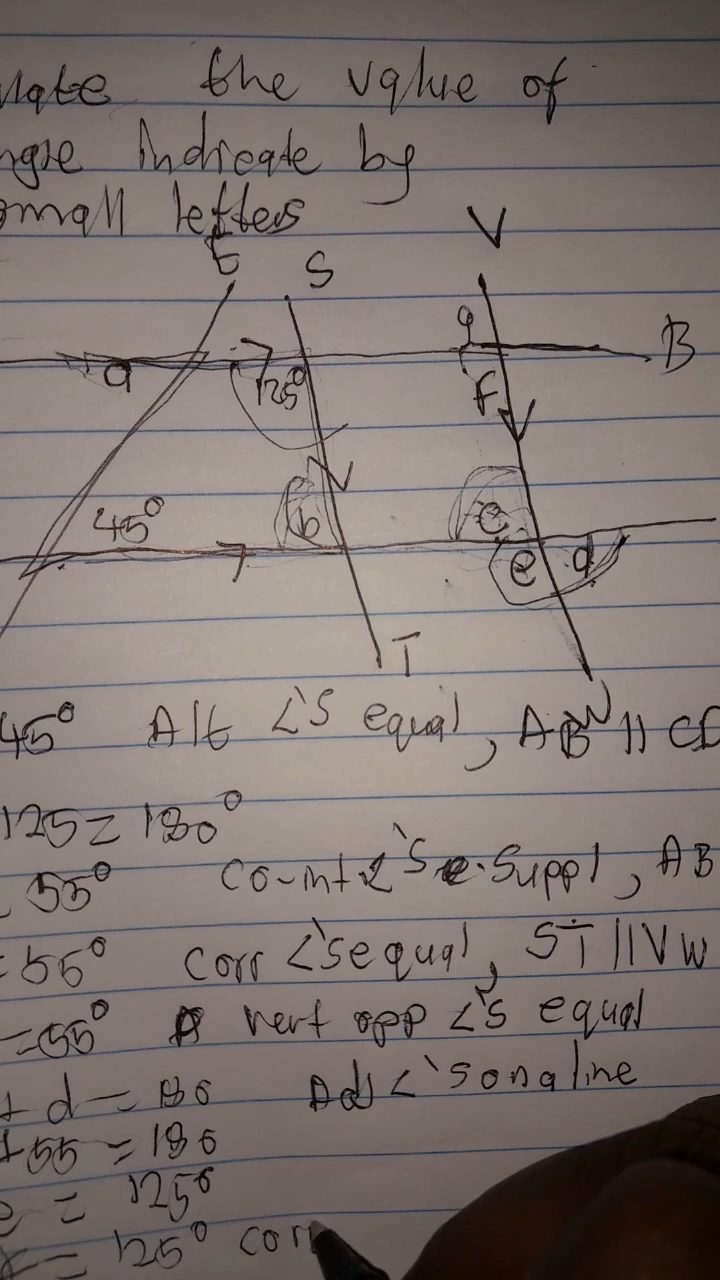 the value of
indicate by
small letters
E S V
g
B
a 125° f
45° b c
e d
T
W
45° Alt <'s equal, AB || CD
125 = 180°
55° Co-int <'s suppl, AB
= 55° Corr <'s equal, ST || VW
= 55° vert opp <'s equal
+ d = 180 Adj <'s on a line
+ 55 = 180
e = 125°
f = 125° corr